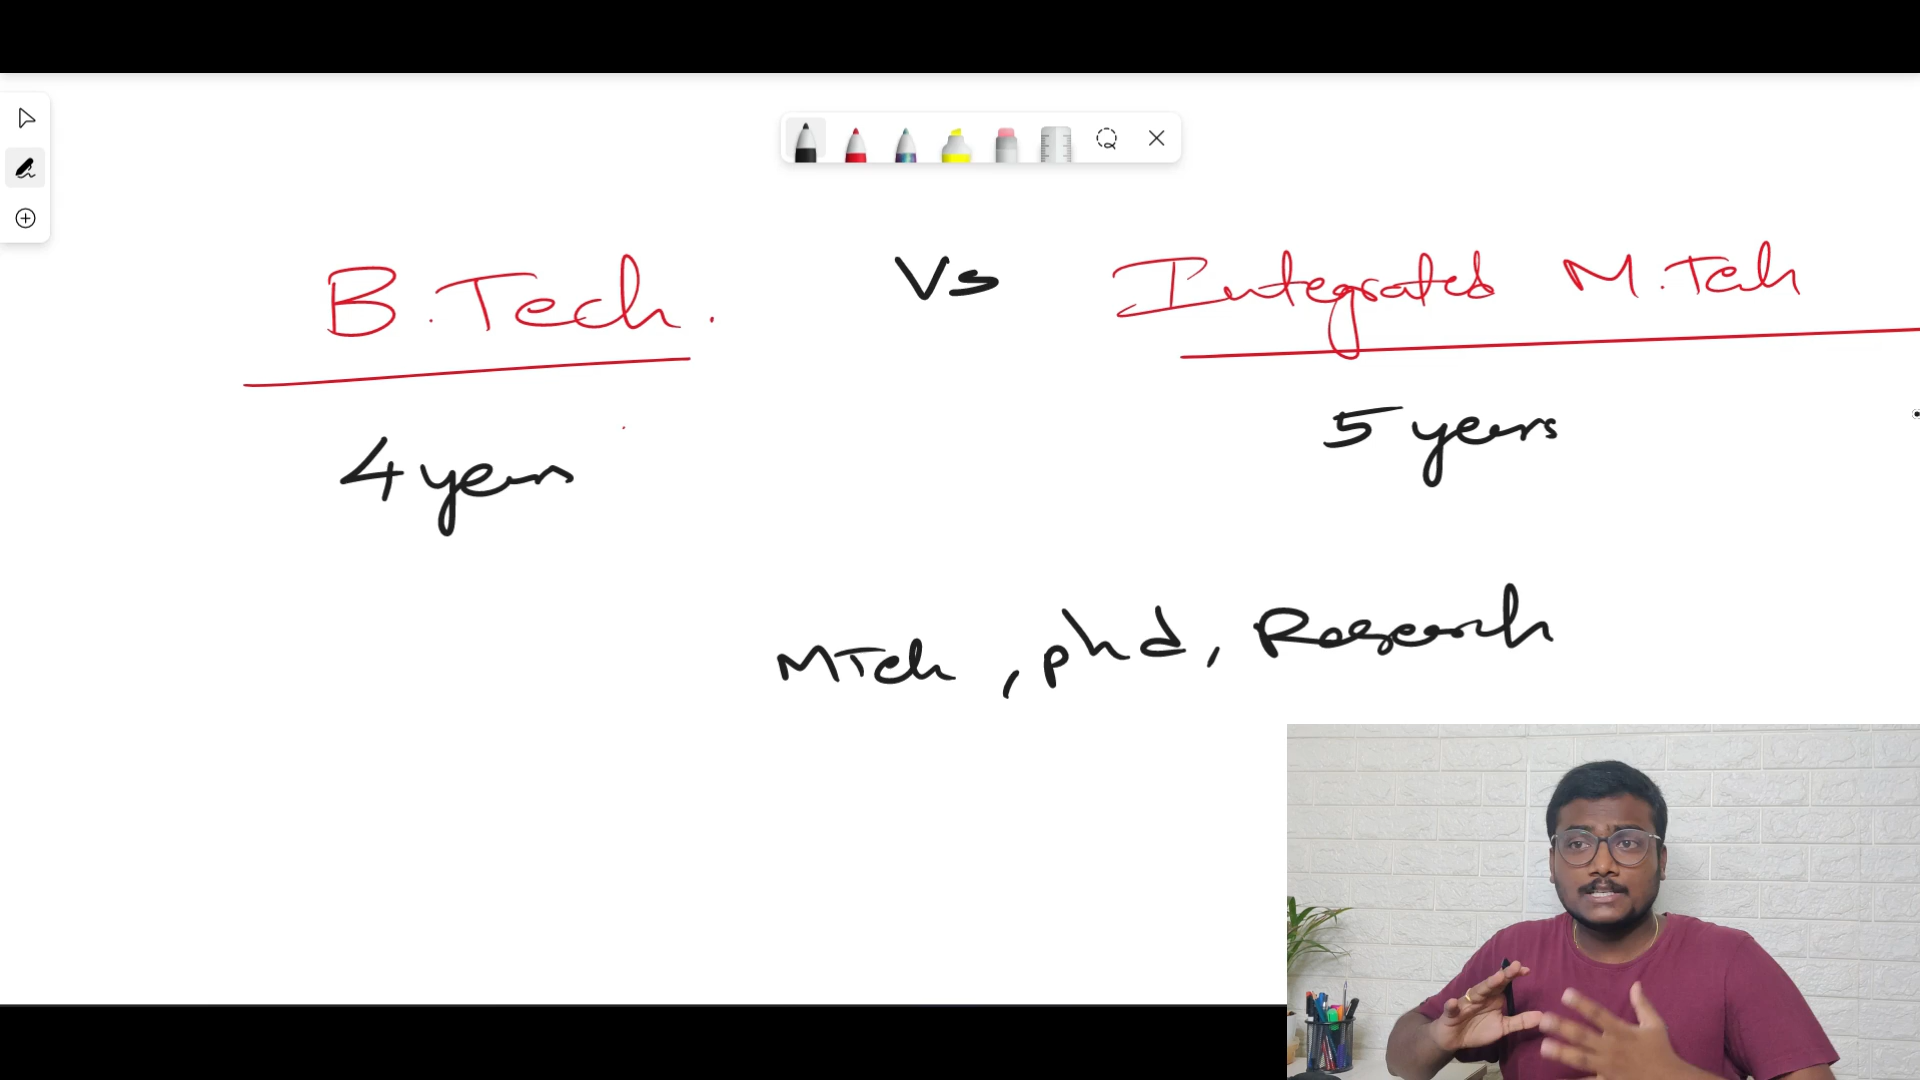 B.Tech. Vs Integrated M.Tech
4 years 5 years
MTech, phd, Research